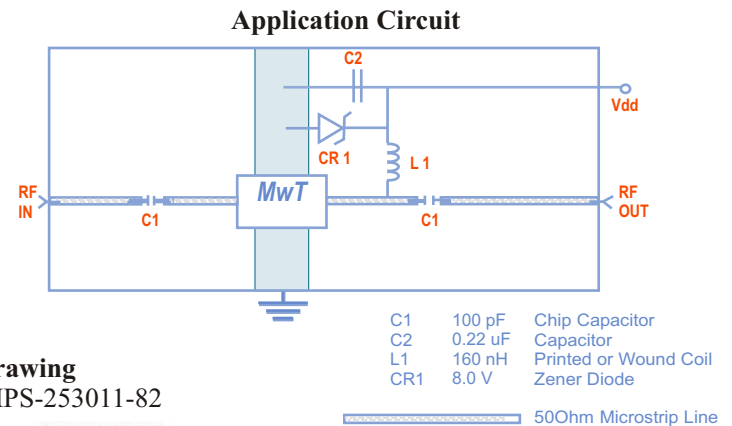 Application Circuit
C2
Vdd
CR 1
L 1
RF
IN
C1
MwT
C1
RF
OUT
C1 100 pF Chip Capacitor
C2 0.22 uF Capacitor
L1 160 nH Printed or Wound Coil
CR1 8.0 V Zener Diode
50Ohm Microstrip Line
rawing
IPS-253011-82